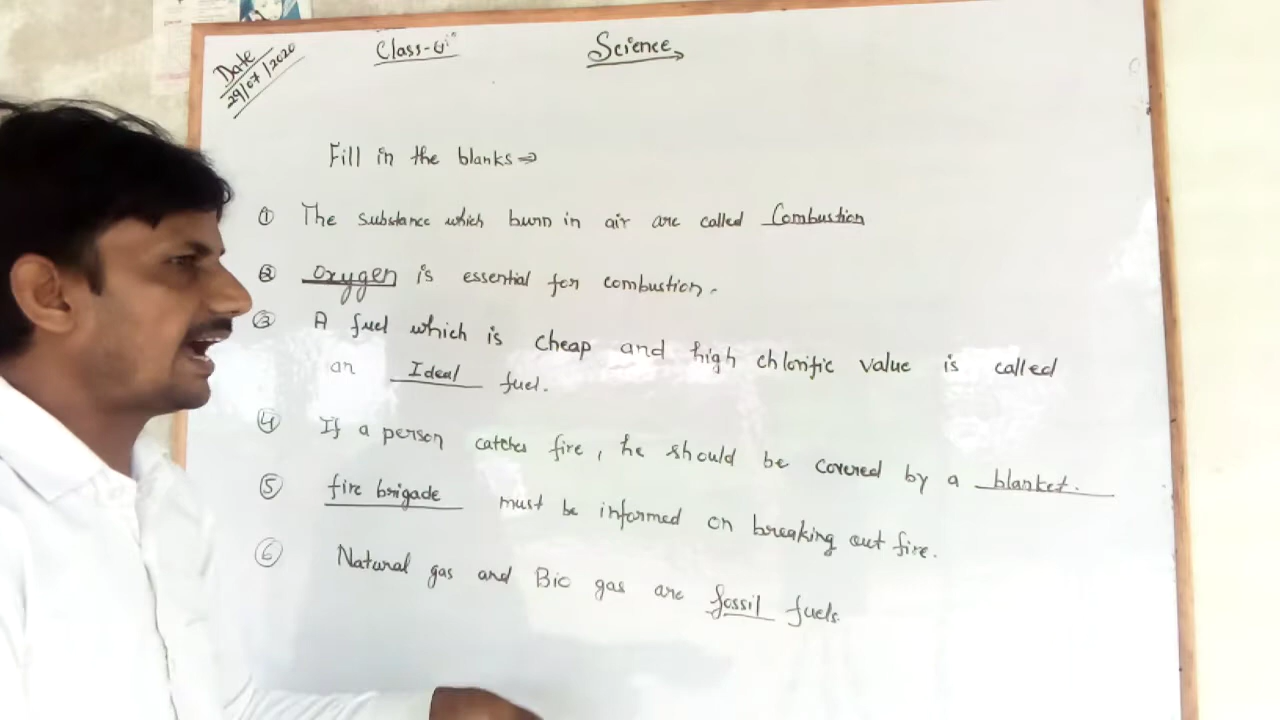 Date
29/07/2020
Class-viii
Science
Fill in the blanks⇒
① The substance which burn in air are called Combustion
② oxygen is essential for combustion.
③ A fuel which is cheap and high chlorific value is called
an Ideal fuel.
④ If a person catches fire, he should be covered by a blanket.
⑤ fire brigade must be informed on breaking out fire.
⑥ Natural gas and Bio gas are fossil fuels.